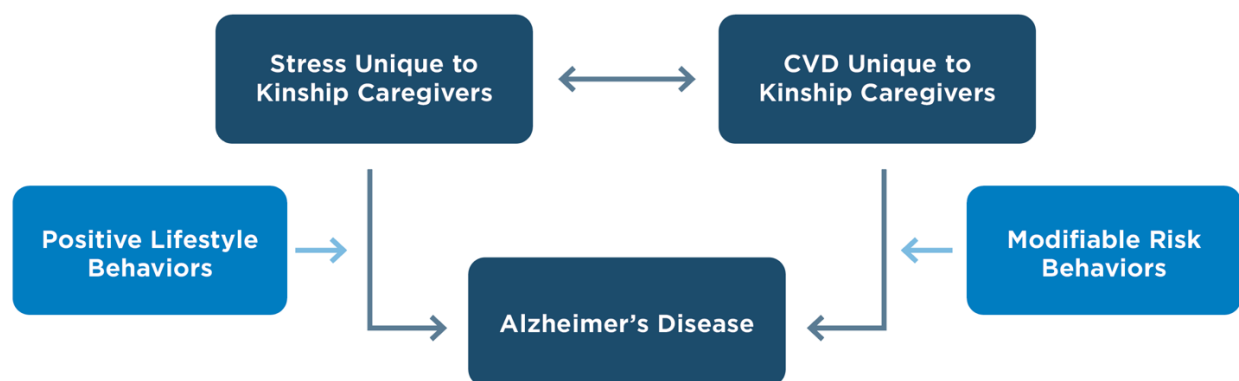 Stress Unique to
Kinship Caregivers
CVD Unique to
Kinship Caregivers
Positive Lifestyle
Behaviors
Modifiable Risk
Behaviors
Alzheimer’s Disease